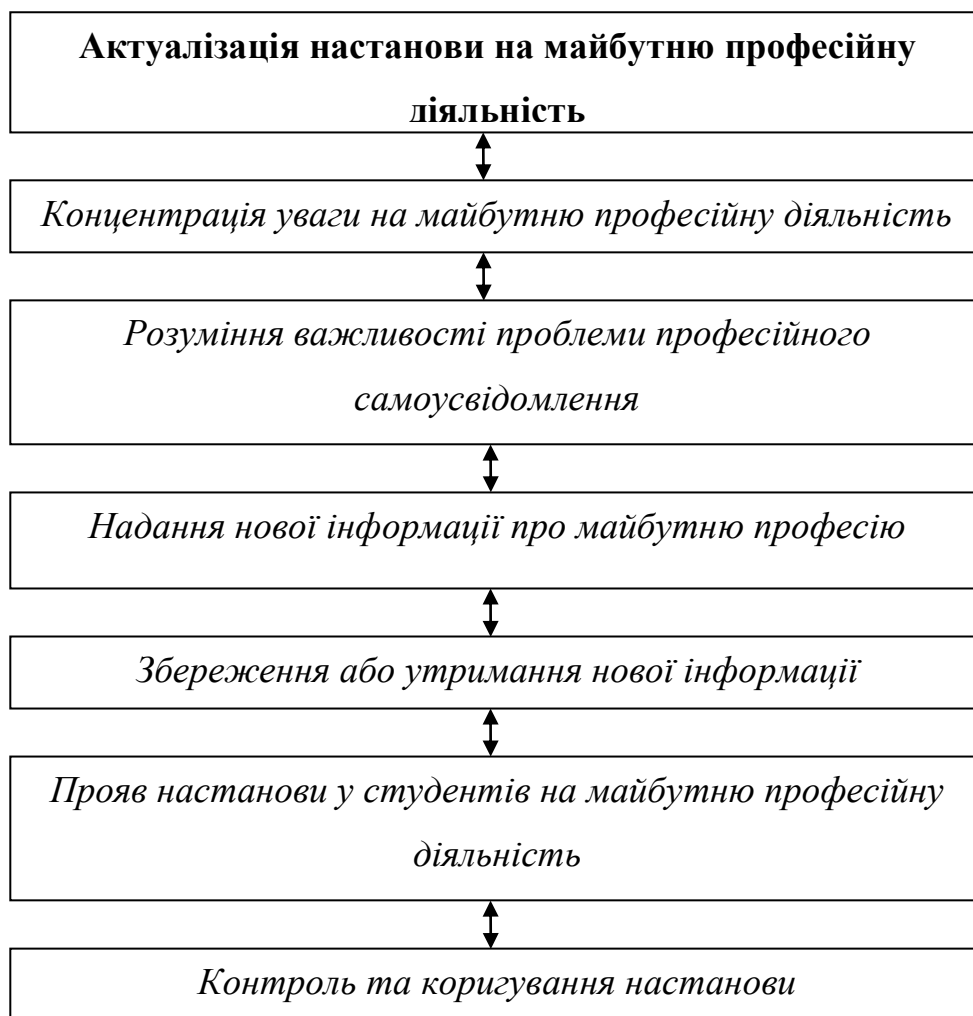 Актуалізація настанови на майбутню професійну
діяльність
Концентрація уваги на майбутню професійну діяльність
Розуміння важливості проблеми професійного
самоусвідомлення
Надання нової інформації про майбутню професію
Збереження або утримання нової інформації
Прояв настанови у студентів на майбутню професійну
діяльність
Контроль та коригування настанови